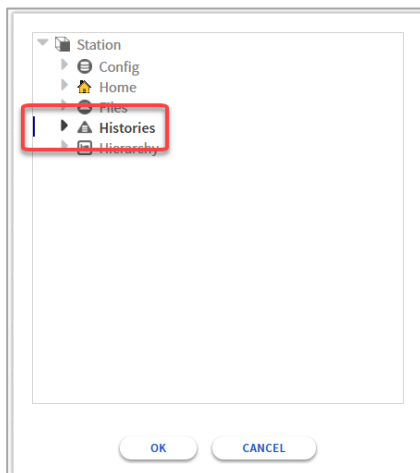 Station
Config
Home
Files
Histories
Hierarchy
OK
CANCEL